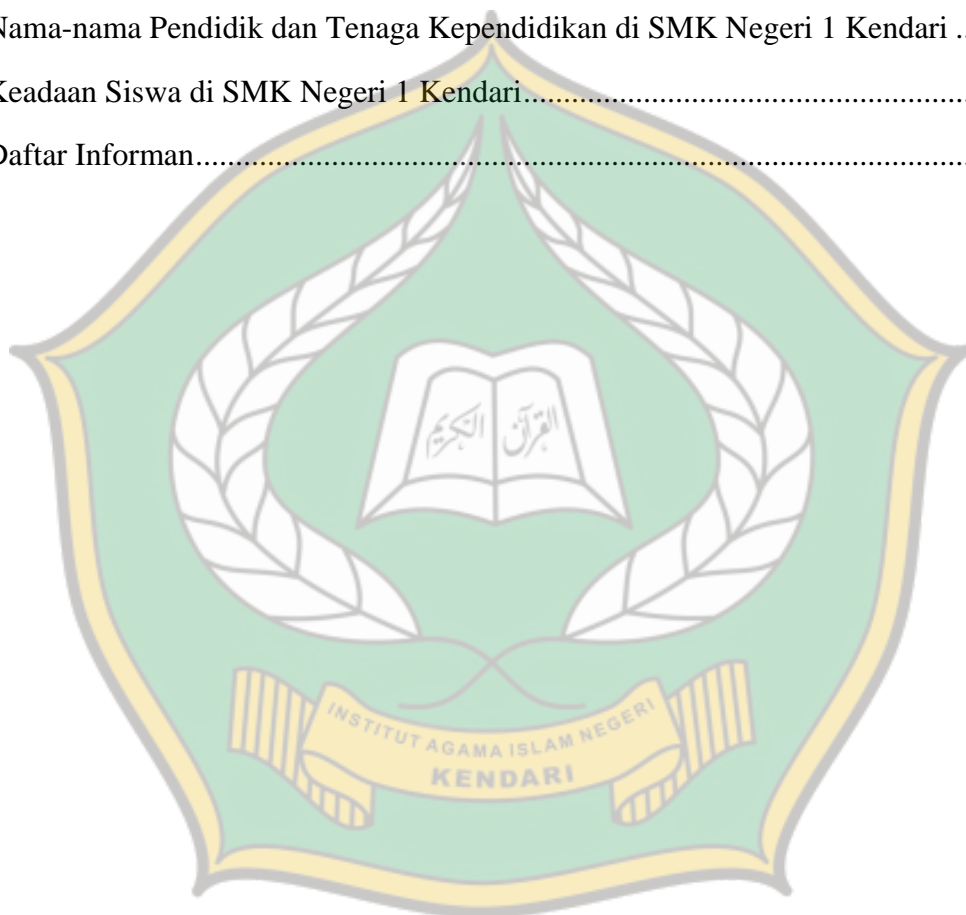 Nama-nama Pendidik dan Tenaga Kependidikan di SMK Negeri 1 Kendari ..
Keadaan Siswa di SMK Negeri 1 Kendari.......................................................
Daftar Informan................................................................................................
القرآن الكريم
INSTITUT AGAMA ISLAM NEGERI
KENDARI